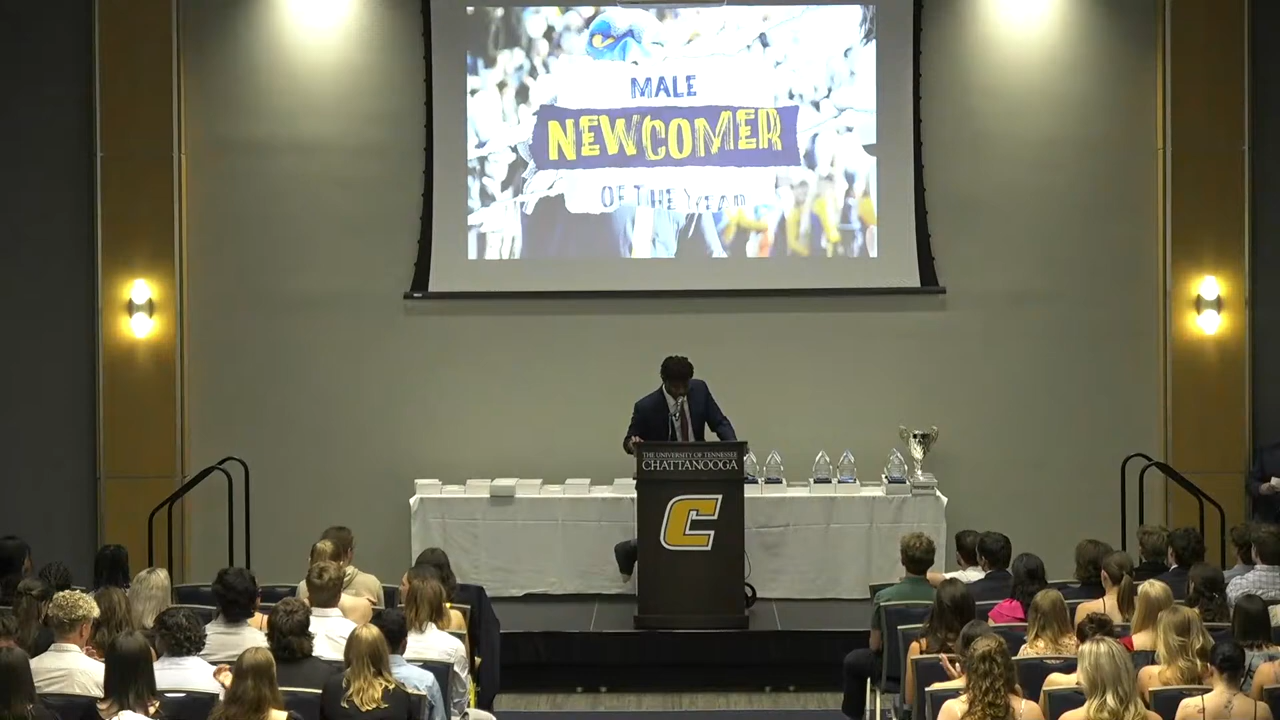 MALE
NEWCOMER
OF THE YEAR
THE UNIVERSITY OF TENNESSEE
CHATTANOOGA
C